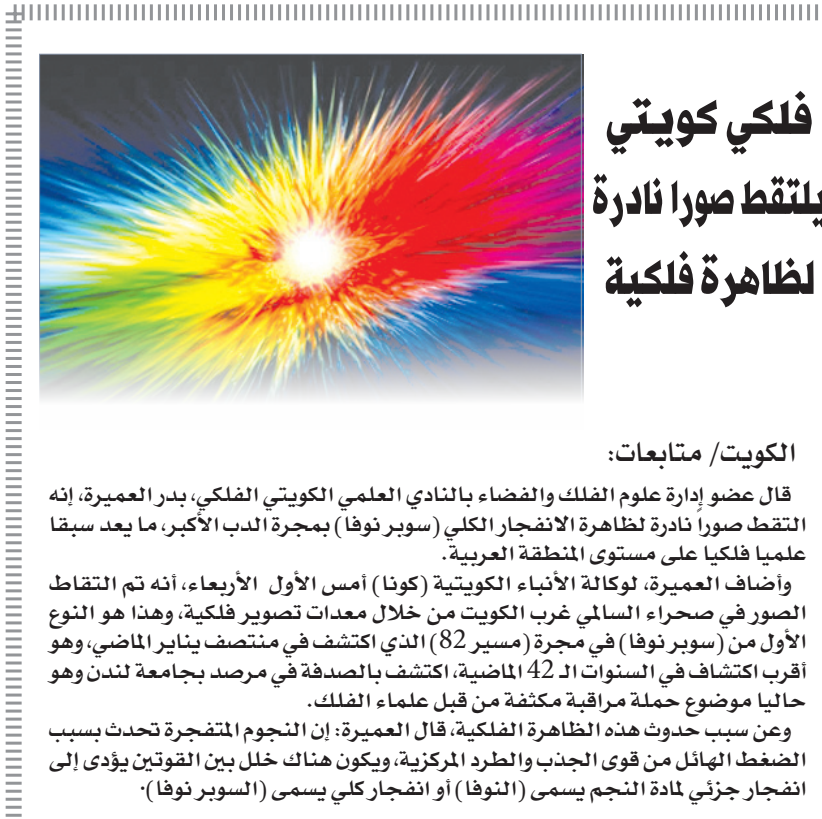 فلكي كويتي
يلتقط صورا نادرة
لظاهرة فلكية
الكويت/ متابعات:
قال عضو إدارة علوم الفلك والفضاء بالنادي العلمي الكويتي الفلكي، بدر العميرة، إنه
التقط صوراً نادرة لظاهرة الانفجار الكلي (سوبر نوفا) بمجرة الدب الأكبر، ما يعد سبقا
علميا فلكيا على مستوى المنطقة العربية.
وأضاف العميرة، لوكالة الأنباء الكويتية (كونا) أمس الأول الأربعاء، أنه تم التقاط
الصور في صحراء السالمي غرب الكويت من خلال معدات تصوير فلكية، وهذا هو النوع
الأول من (سوبر نوفا) في مجرة (مسير 82) الذي اكتشف في منتصف يناير الماضي، وهو
أقرب اكتشاف في السنوات الـ 42 الماضية، اكتشف بالصدفة في مرصد بجامعة لندن وهو
حاليا موضوع حملة مراقبة مكثفة من قبل علماء الفلك.
وعن سبب حدوث هذه الظاهرة الفلكية، قال العميرة: إن النجوم المتفجرة تحدث بسبب
الضغط الهائل من قوى الجذب والطرد المركزية، ويكون هناك خلل بين القوتين يؤدى إلى
انفجار جزئي لمادة النجم يسمى (النوفا) أو انفجار كلي يسمى (السوبر نوفا).